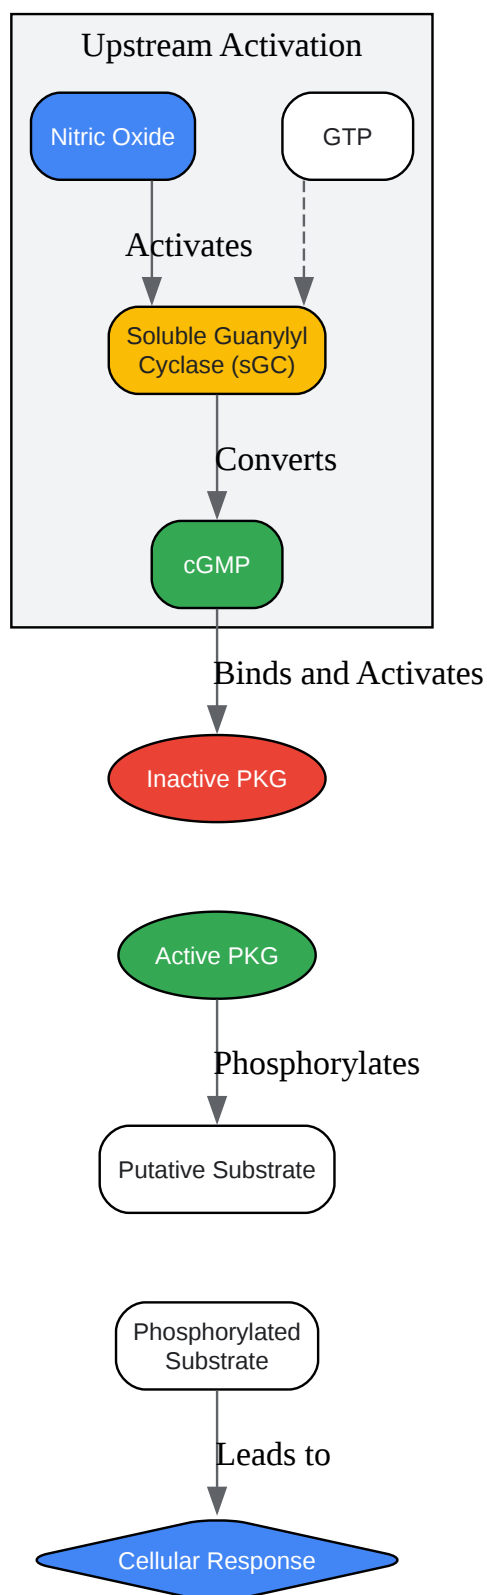 Upstream Activation
Nitric Oxide
GTP
Activates
Soluble Guanylyl
Cyclase (sGC)
Converts
cGMP
Binds and Activates
Inactive PKG
Active PKG
Phosphorylates
Putative Substrate
Phosphorylated
Substrate
Leads to
Cellular Response